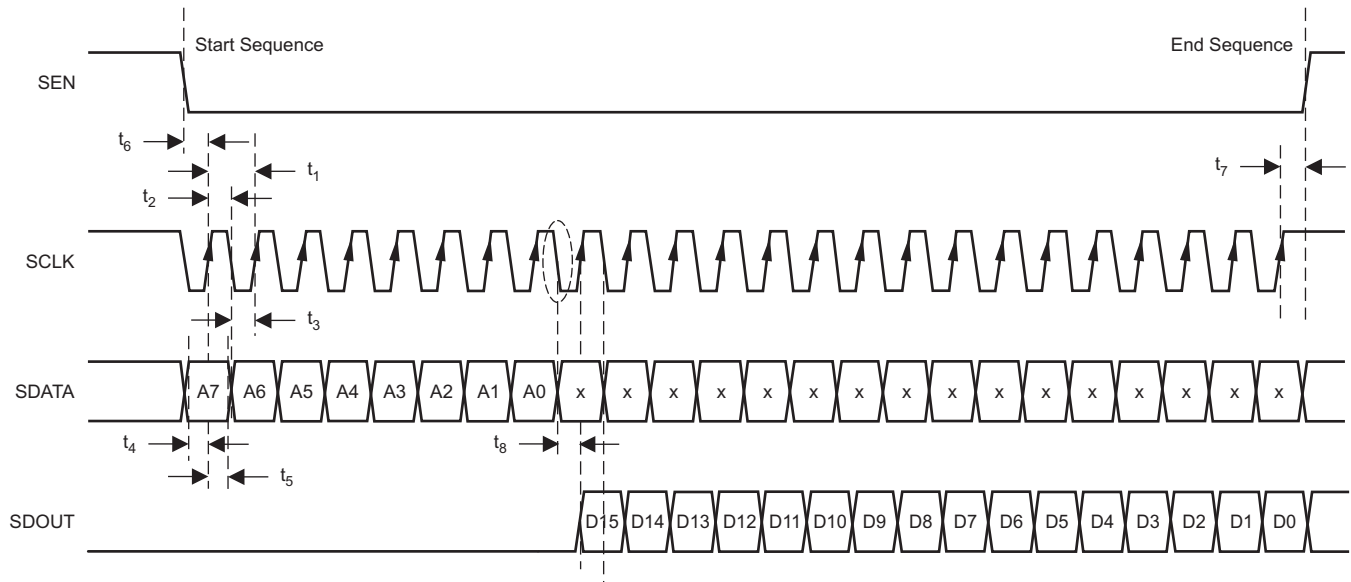 Start Sequence End Sequence
SEN
t6
t1
t7
t2
SCLK
t3
SDATA A7 A6 A5 A4 A3 A2 A1 A0 x x x x x x x x x x x x x x x x
t4 t8
t5
SDOUT D15 D14 D13 D12 D11 D10 D9 D8 D7 D6 D5 D4 D3 D2 D1 D0